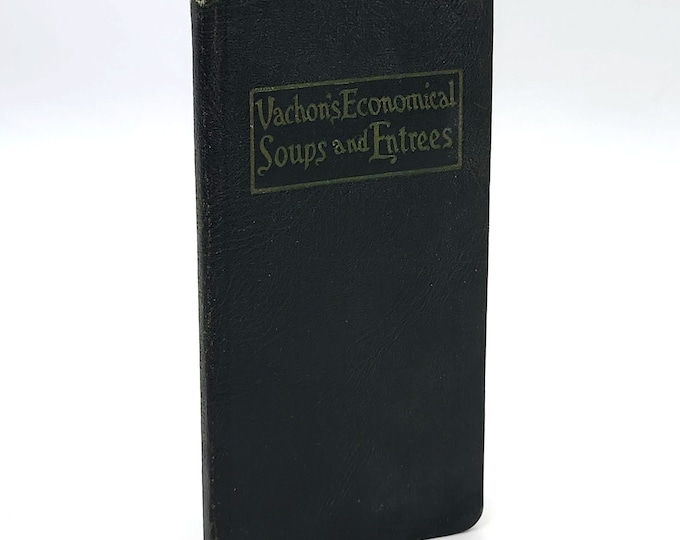 Vachon's Economical
Soups and Entrees